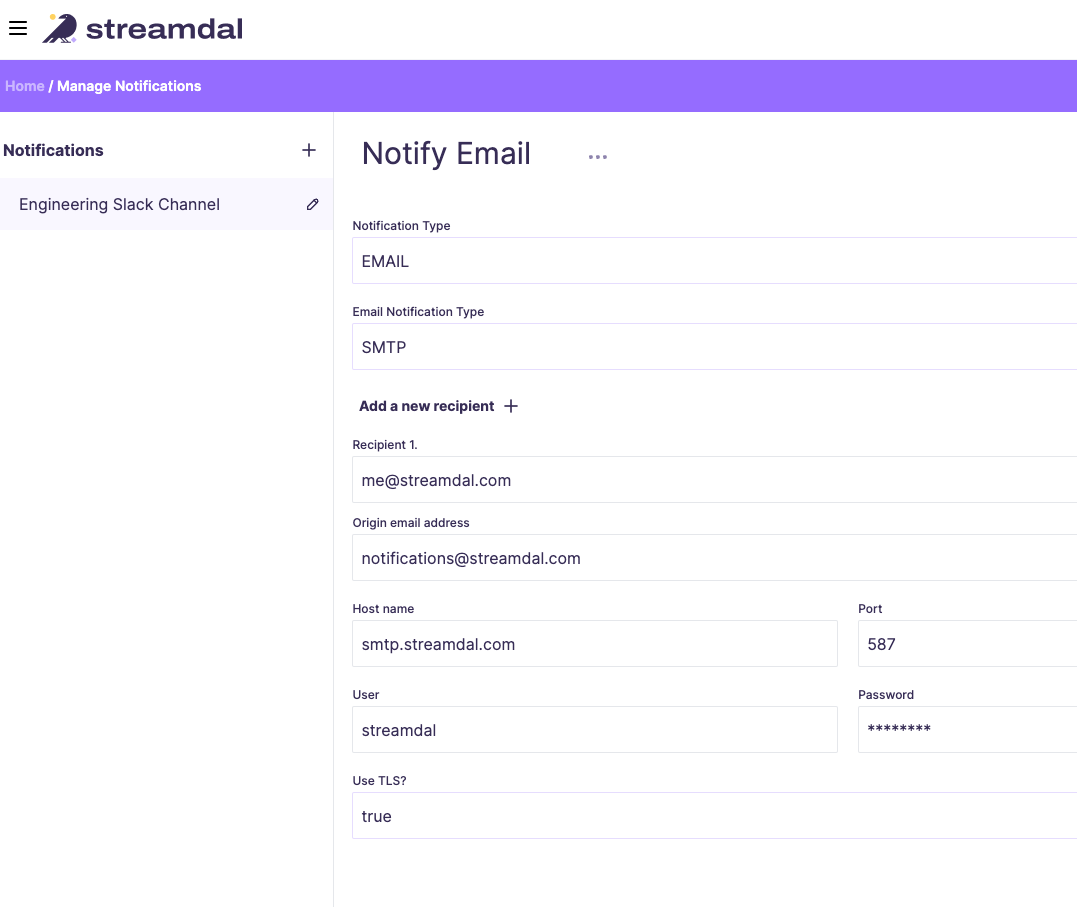 streamdal
Home / Manage Notifications
Notifications
Engineering Slack Channel
Notify Email
Notification Type
EMAIL
Email Notification Type
SMTP
Add a new recipient
Recipient 1.
me@streamdal.com
Origin email address
notifications@streamdal.com
Host name
Port
smtp.streamdal.com
587
User
Password
streamdal
********
Use TLS?
true